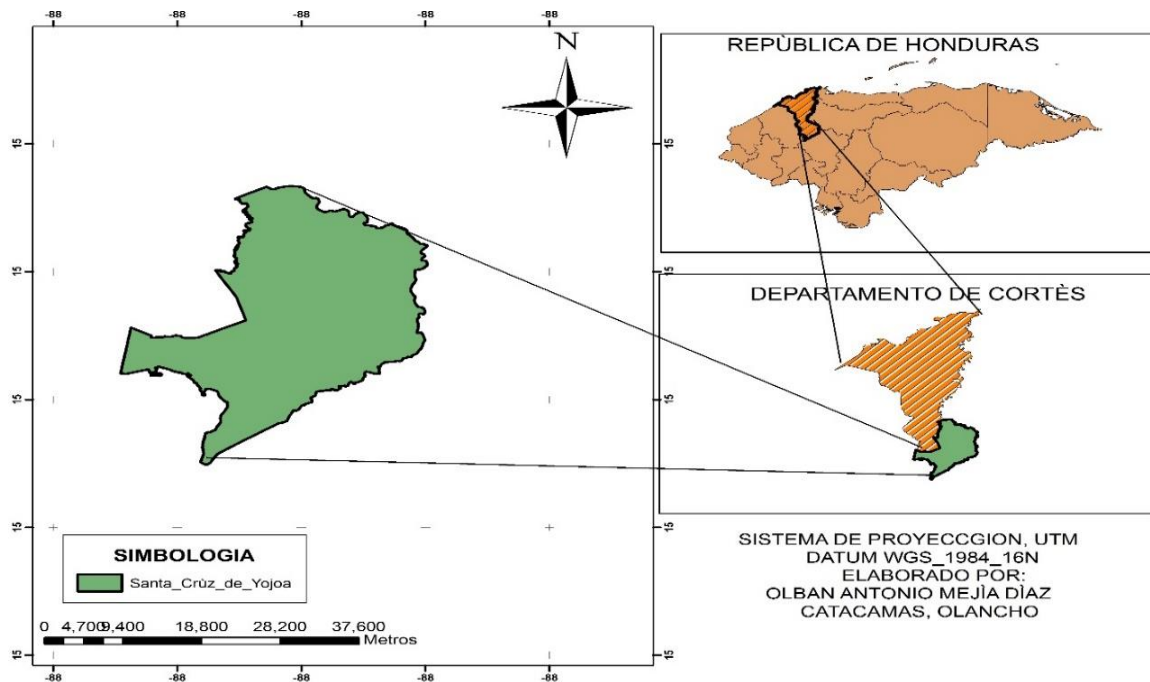 -88 -88 -88 -88 -88
N
15 15
15 15
15 15
15 15
15 15
SIMBOLOGIA
Santa_Crùz_de_Yojoa
0 4,700 9,400 18,800 28,200 37,600
Metros
-88 -88 -88 -88 -88
REPÙBLICA DE HONDURAS
DEPARTAMENTO DE CORTÈS
SISTEMA DE PROYECCGION, UTM
DATUM WGS_1984_16N
ELABORADO POR:
OLBAN ANTONIO MEJÌA DÌAZ
CATACAMAS, OLANCHO